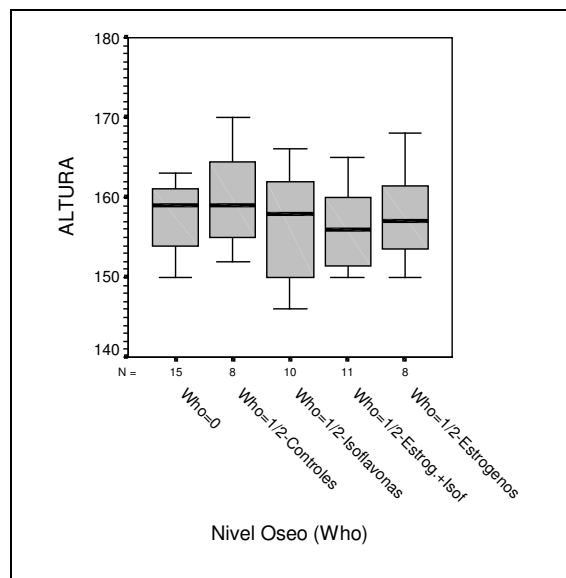 180
170
160
150
140
ALTURA
N = 15 8 10 11 8
Who=0
Who=1/2-Controles
Who=1/2-Isoflavonas
Who=1/2-Estrog.+Isof
Who=1/2-Estrogenos
Nivel Oseo (Who)